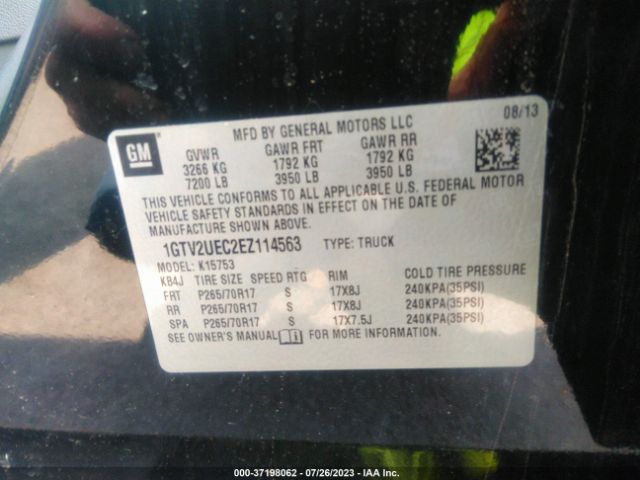 08/13
GM
MFD BY GENERAL MOTORS LLC
GVWR GAWR FRT GAWR RR
3266 KG 1792 KG 1792 KG
7200 LB 3950 LB 3950 LB
THIS VEHICLE CONFORMS TO ALL APPLICABLE U.S. FEDERAL MOTOR
VEHICLE SAFETY STANDARDS IN EFFECT ON THE DATE OF
MANUFACTURE SHOWN ABOVE.
1GTV2UEC2EZ114563 TYPE: TRUCK
MODEL: K15753
KB4J TIRE SIZE SPEED RTG RIM COLD TIRE PRESSURE
FRT P265/70R17 S 17X8J 240KPA(35PSI)
RR P265/70R17 S 17X8J 240KPA(35PSI)
SPA P265/70R17 S 17X7.5J 240KPA(35PSI)
SEE OWNER'S MANUAL FOR MORE INFORMATION.
000-37198062 - 07/26/2023 - IAA Inc.